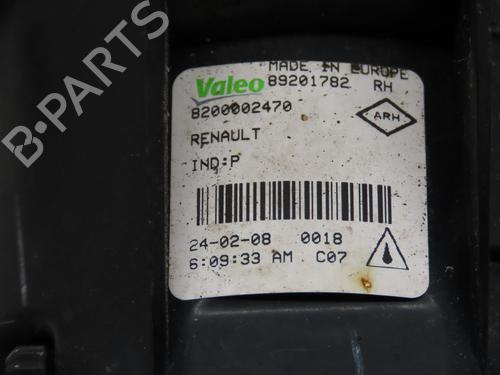 B-PARTS
MADE IN EUROPE
Valeo 89201782 RH
8200002470
ARH
RENAULT
IND:P
24-02-08 0018
6:09:33 AM C07